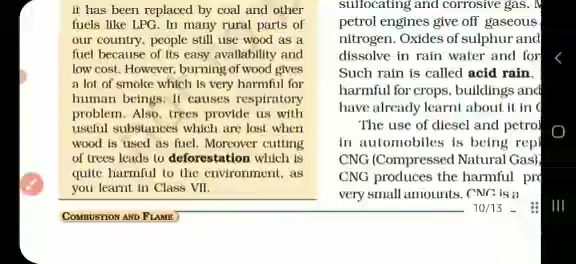 it has been replaced by coal and other
fuels like LPG. In many rural parts of
our country, people still use wood as a
fuel because of its easy availability and
low cost. However, burning of wood gives
a lot of smoke which is very harmful for
human beings. It causes respiratory
problem. Also, trees provide us with
useful substances which are lost when
wood is used as fuel. Moreover cutting
of trees leads to deforestation which is
quite harmful to the environment, as
you learnt in Class VII.
COMBUSTION AND FLAME
suffocating and corrosive gas.
petrol engines give off gaseous
nitrogen. Oxides of sulphur and
dissolve in rain water and
Such rain is called acid rain.
harmful for crops, buildings and
have already learnt about it in
The use of diesel and
in automobiles is being
CNG (Compressed Natural Gas),
CNG produces the harmful
very small amounts. CNG is a
10/13